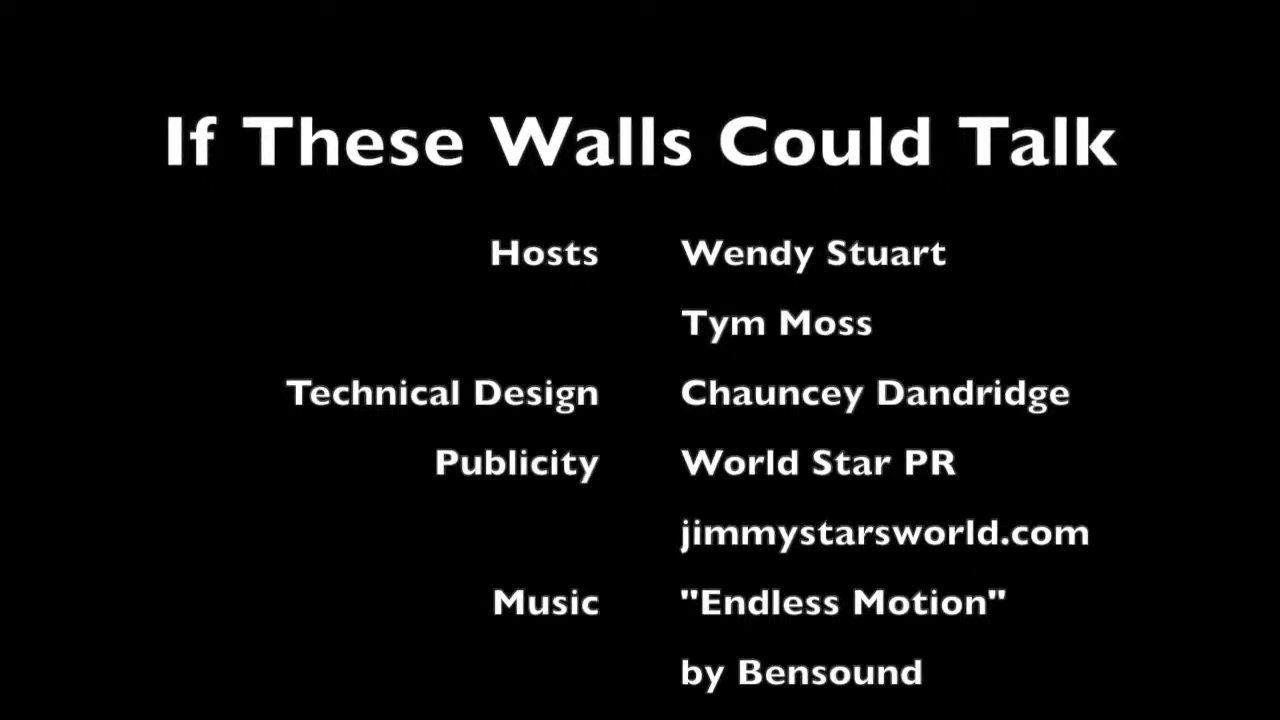 If These Walls Could Talk
Hosts Wendy Stuart
Tym Moss
Technical Design Chauncey Dandridge
Publicity World Star PR
jimmystarsworld.com
Music "Endless Motion"
by Bensound